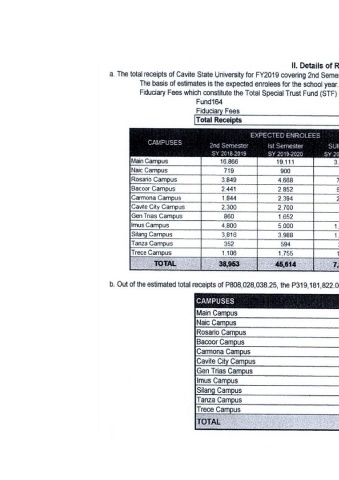 II. Details of R
a. The total receipts of Cavite State University for FY2019 covering 2nd Seme
The basis of estimates is the expected enrolees for the school year.
Fiduciary Fees which constitute the Total Special Trust Fund (STF)
Fund164
Fiduciary Fees
Total Receipts
EXPECTED ENROLEES
CAMPUSES 2nd Semester Ist Semester SU
SY 2018-2019 SY 2019-2020 SY 20
Main Campus 16,866 19,111 3,
Naic Campus 719 900
Rosario Campus 3,849 4,668 7
Bacoor Campus 2,441 2,852
Carmona Campus 1,844 2,394 2
Cavite City Campus 2,300 2,700
Gen Trias Campus 860 1,652
Imus Campus 4,800 5,000 1,
Silang Campus 3,816 3,988 1,
Tanza Campus 352 594
Trece Campus 1,106 1,755 1
TOTAL 38,953 45,614 7,
b. Out of the estimated total receipts of P808,028,038.25, the P319,181,822.0
CAMPUSES
Main Campus
Naic Campus
Rosario Campus
Bacoor Campus
Carmona Campus
Cavite City Campus
Gen Trias Campus
Imus Campus
Silang Campus
Tanza Campus
Trece Campus
TOTAL